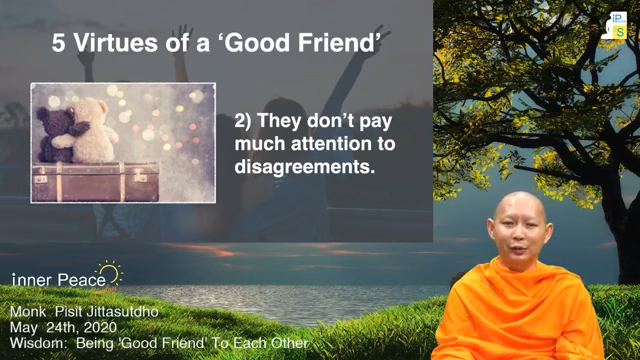 5 Virtues of a ‘Good Friend’
2) They don’t pay
much attention to
disagreements.
inner Peace
Monk Pisit Jittasutdho
May 24th, 2020
Wisdom: Being 'Good Friend' To Each Other
iP
S